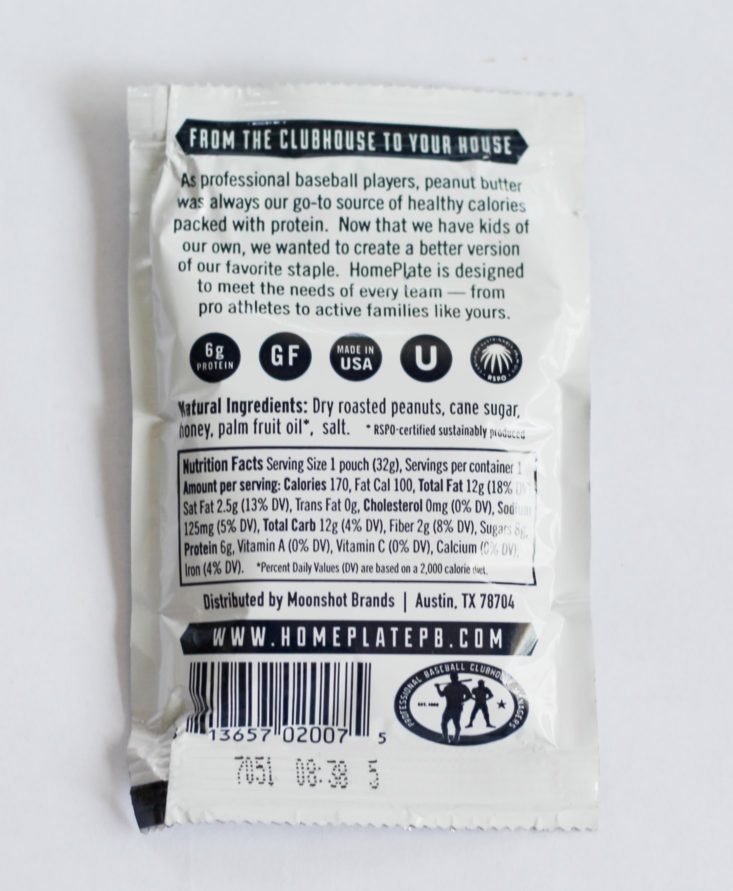 FROM THE CLUBHOUSE TO YOUR HOUSE
As professional baseball players, peanut butter
was always our go-to source of healthy calories
packed with protein. Now that we have kids of
our own, we wanted to create a better version
of our favorite staple. HomePlate is designed
to meet the needs of every team — from
pro athletes to active families like yours.
6g
PROTEIN
GF
MADE IN
USA
U
RSPO
Natural Ingredients: Dry roasted peanuts, cane sugar,
honey, palm fruit oil*, salt. * RSPO-certified sustainably produced
Nutrition Facts Serving Size 1 pouch (32g), Servings per container 1
Amount per serving: Calories 170, Fat Cal 100, Total Fat 12g (18% DV)
Sat Fat 2.5g (13% DV), Trans Fat 0g, Cholesterol 0mg (0% DV), Sodium
125mg (5% DV), Total Carb 12g (4% DV), Fiber 2g (8% DV), Sugars 8g,
Protein 6g, Vitamin A (0% DV), Vitamin C (0% DV), Calcium (0% DV),
Iron (4% DV). *Percent Daily Values (DV) are based on a 2,000 calorie diet.
Distributed by Moonshot Brands | Austin, TX 78704
WWW.HOMEPLATEPB.COM
PROFESSIONAL BASEBALL CLUBHOUSE MANAGERS
13657 02007 5
7051 08:38 5